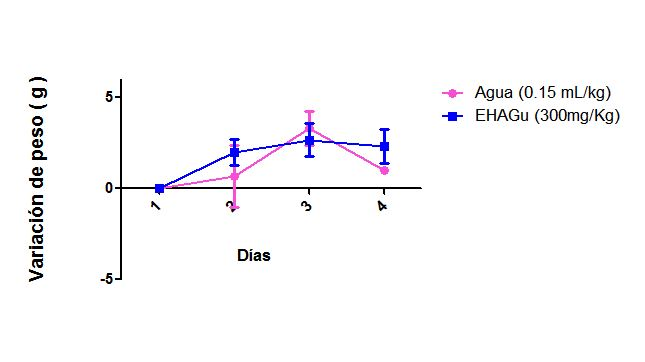 Variación de peso ( g )
5
0
-5
1
2
3
4
Días
Agua (0.15 mL/kg)
EHAGu (300mg/Kg)